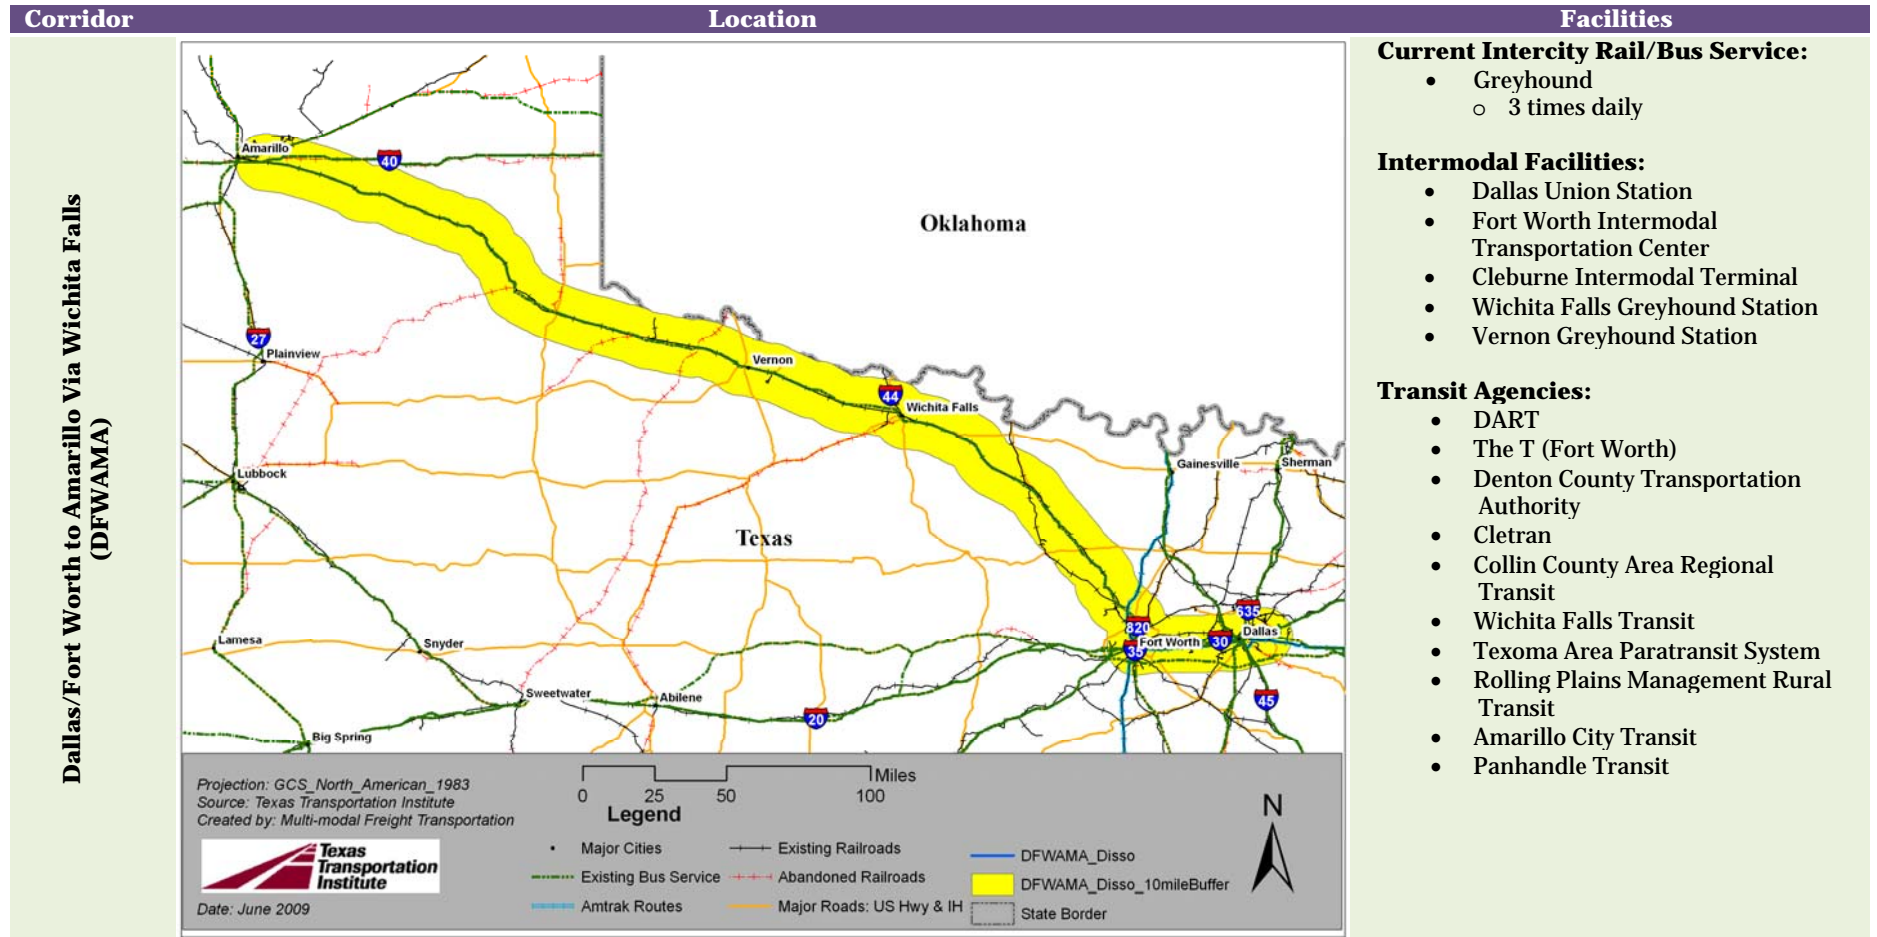 Corridor
Location
Facilities
Dallas/Fort Worth to Amarillo Via Wichita Falls
(DFWAMA)
Amarillo
40
Oklahoma
27
Plainview
Vernon
44
Wichita Falls
Lubbock
Gainesville
Sherman
Texas
635
820
Dallas
Fort Worth
30
35
Lamesa
Snyder
Sweetwater
Abilene
45
20
Big Spring
Projection: GCS_North_American_1983
Source: Texas Transportation Institute
Created by: Multi-modal Freight Transportation
Texas
Transportation
Institute
Date: June 2009
Miles
0 25 50 100
Legend
Major Cities
Existing Bus Service
Amtrak Routes
Existing Railroads
Abandoned Railroads
Major Roads: US Hwy & IH
DFWAMA_Disso
DFWAMA_Disso_10mileBuffer
State Border
N
Current Intercity Rail/Bus Service:
• Greyhound
o 3 times daily
Intermodal Facilities:
• Dallas Union Station
• Fort Worth Intermodal
Transportation Center
• Cleburne Intermodal Terminal
• Wichita Falls Greyhound Station
• Vernon Greyhound Station
Transit Agencies:
• DART
• The T (Fort Worth)
• Denton County Transportation
Authority
• Cletran
• Collin County Area Regional
Transit
• Wichita Falls Transit
• Texoma Area Paratransit System
• Rolling Plains Management Rural
Transit
• Amarillo City Transit
• Panhandle Transit